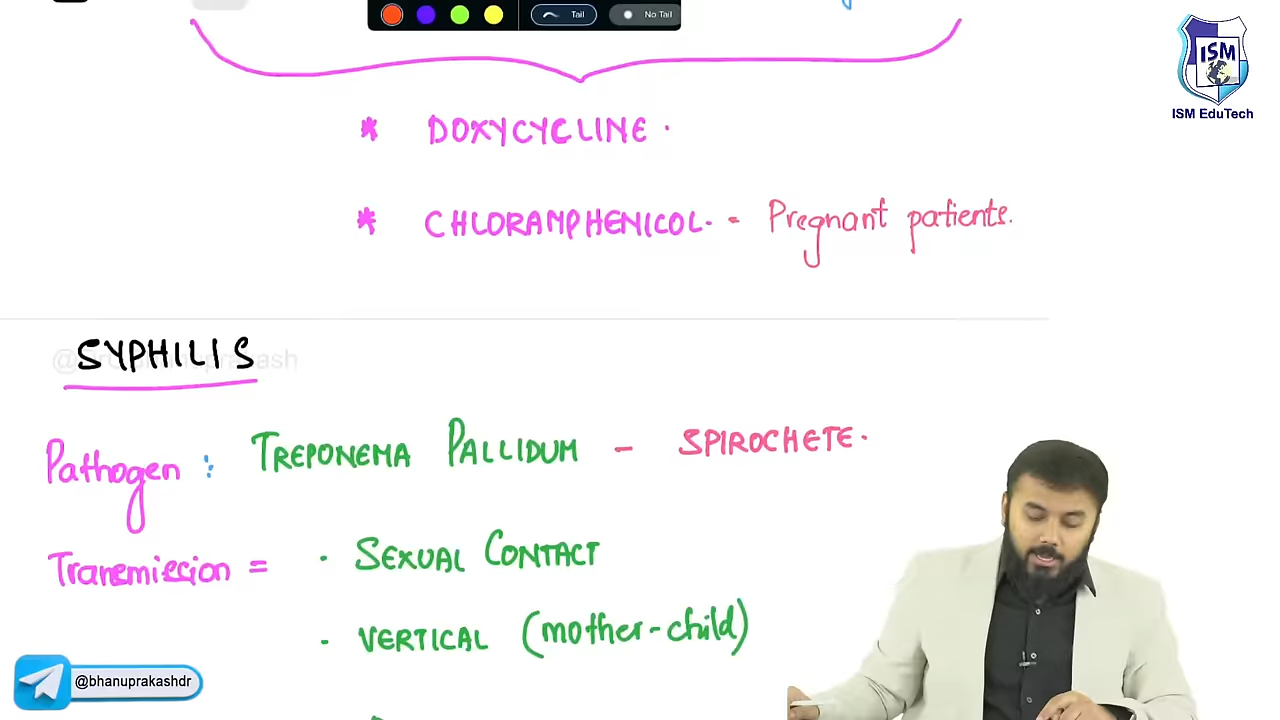 Tail
No Tail
ISM
ISM EduTech
* DOXYCYCLINE.
* CHLORAMPHENICOL. - Pregnant patients.
SYPHILIS
Pathogen : TREPONEMA PALLIDUM - SPIROCHETE.
Transmission = . SEXUAL CONTACT
. VERTICAL (mother-child)
@bhanuprakashdr